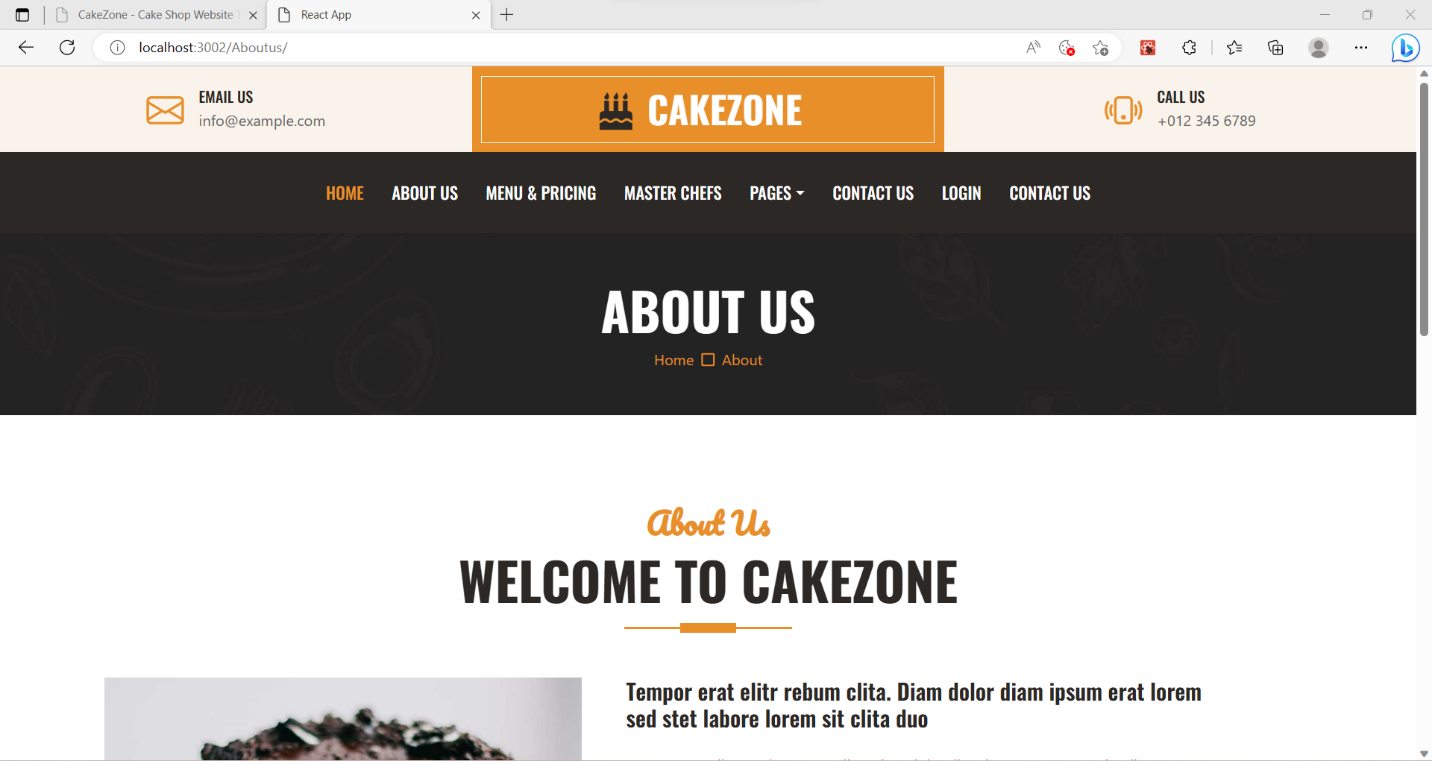 CakeZone - Cake Shop Website
React App
localhost:3002/Aboutus/
EMAIL US
info@example.com
CAKEZONE
CALL US
+012 345 6789
HOME ABOUT US MENU & PRICING MASTER CHEFS PAGES CONTACT US LOGIN CONTACT US
ABOUT US
Home About
About Us
WELCOME TO CAKEZONE
Tempor erat elitr rebum clita. Diam dolor diam ipsum erat lorem
sed stet labore lorem sit clita duo